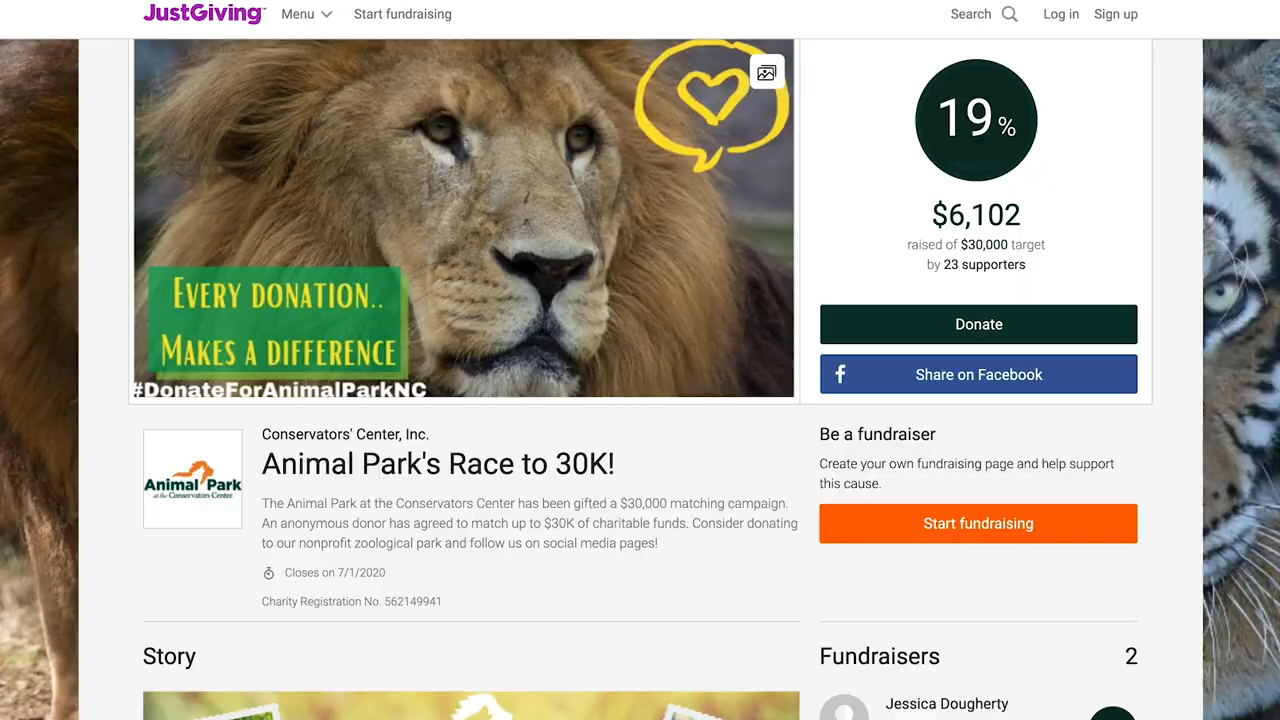 JustGiving™ Menu Start fundraising Search Log in Sign up
EVERY DONATION..
MAKES A DIFFERENCE
#DonateForAnimalParkNC
19%
$6,102
raised of $30,000 target
by 23 supporters
Donate
Share on Facebook
Animal Park
at the Conservators Center.
Conservators' Center, Inc.
Animal Park's Race to 30K!
The Animal Park at the Conservators Center has been gifted a $30,000 matching campaign.
An anonymous donor has agreed to match up to $30K of charitable funds. Consider donating
to our nonprofit zoological park and follow us on social media pages!
Closes on 7/1/2020
Charity Registration No. 562149941
Be a fundraiser
Create your own fundraising page and help support
this cause.
Start fundraising
Story
Fundraisers 2
Jessica Dougherty